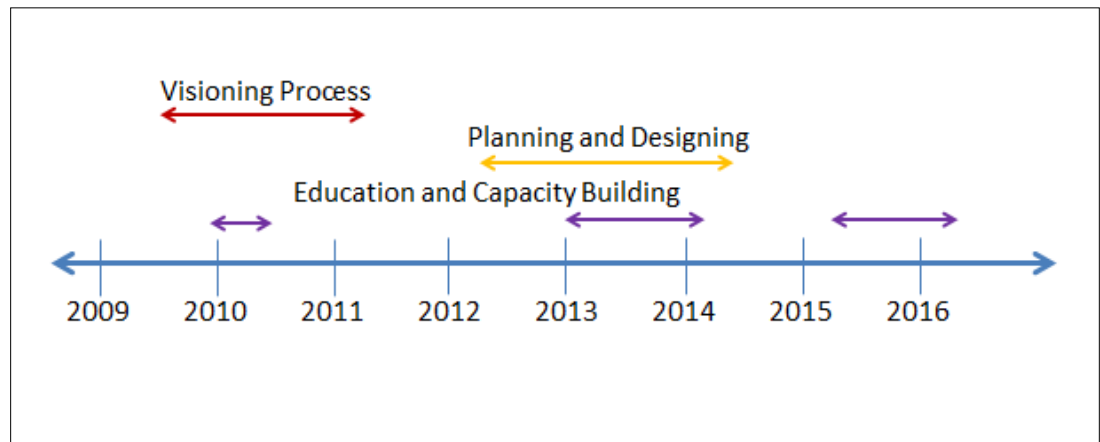 Visioning Process
Planning and Designing
Education and Capacity Building
2009 2010 2011 2012 2013 2014 2015 2016